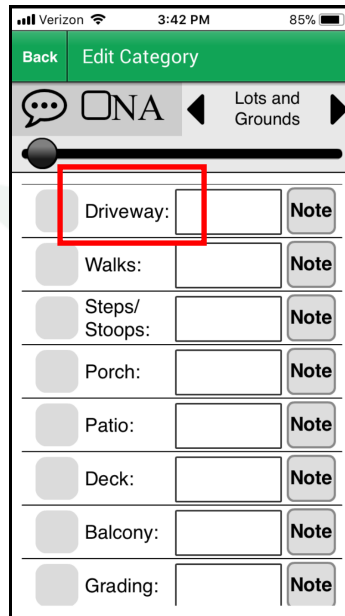 Verizon 3:42 PM 85%
Back Edit Category
NA Lots and
Grounds
Driveway: Note
Walks: Note
Steps/
Stoops: Note
Porch: Note
Patio: Note
Deck: Note
Balcony: Note
Grading: Note